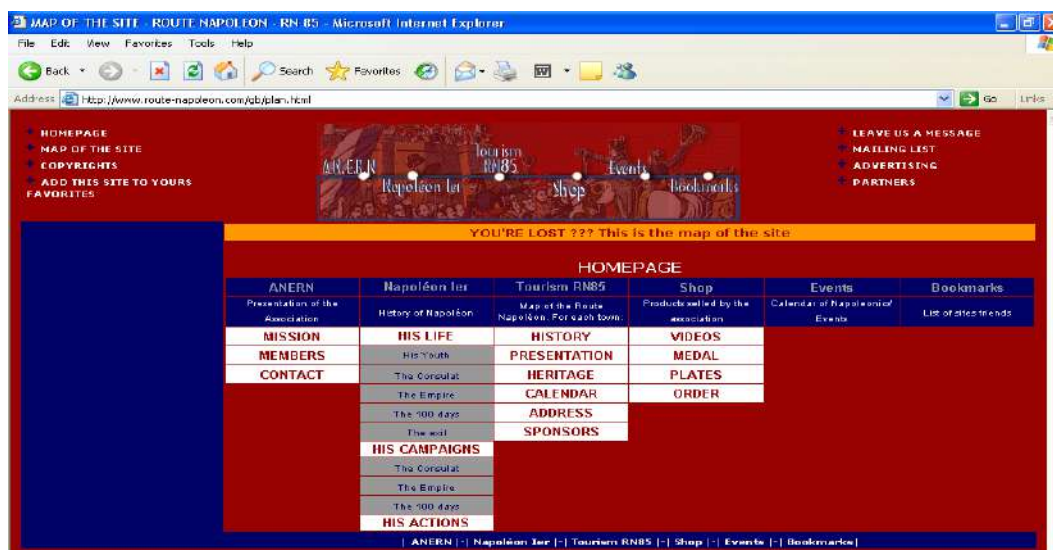 MAP OF THE SITE - ROUTE NAPOLEON - RN 85 - Microsoft Internet Explorer
File Edit View Favorites Tools Help
Back Search Favorites
Address http://www.route-napoleon.com/gb/plan.html Go Links
HOMEPAGE
MAP OF THE SITE
COPYRIGHTS
ADD THIS SITE TO YOURS
FAVORITES
A.N.E.R.N
Napoléon Ier
Tourism
RN85
Shop
Events
Bookmarks
LEAVE US A MESSAGE
MAILING LIST
ADVERTISING
PARTNERS
YOU'RE LOST ??? This is the map of the site
HOMEPAGE
ANERN Napoléon Ier Tourism RN85 Shop Events Bookmarks
Presentation of the
Association
History of Napoléon
Map of the Route
Napoléon. For each town:
Products selled by the
association
Calendar of Napoleonics'
Events
List of sites friends
MISSION HIS LIFE HISTORY VIDEOS
MEMBERS His Youth PRESENTATION MEDAL
CONTACT The Consulat HERITAGE PLATES
The Empire CALENDAR ORDER
The 100 days ADDRESS
The exil SPONSORS
HIS CAMPAIGNS
The Consulat
The Empire
The 100 days
HIS ACTIONS
| ANERN |-| Napoléon Ier |-| Tourism RN85 |-| Shop |-| Events |-| Bookmarks|